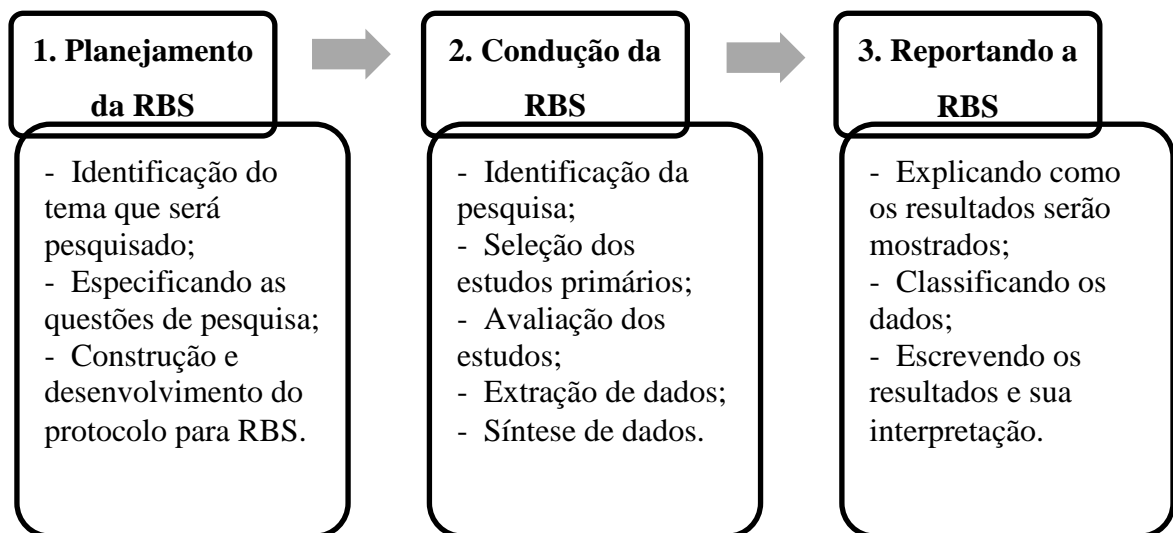 1. Planejamento
da RBS
- Identificação do
tema que será
pesquisado;
- Especificando as
questões de pesquisa;
- Construção e
desenvolvimento do
protocolo para RBS.
2. Condução da
RBS
- Identificação da
pesquisa;
- Seleção dos
estudos primários;
- Avaliação dos
estudos;
- Extração de dados;
- Síntese de dados.
3. Reportando a
RBS
- Explicando como
os resultados serão
mostrados;
- Classificando os
dados;
- Escrevendo os
resultados e sua
interpretação.